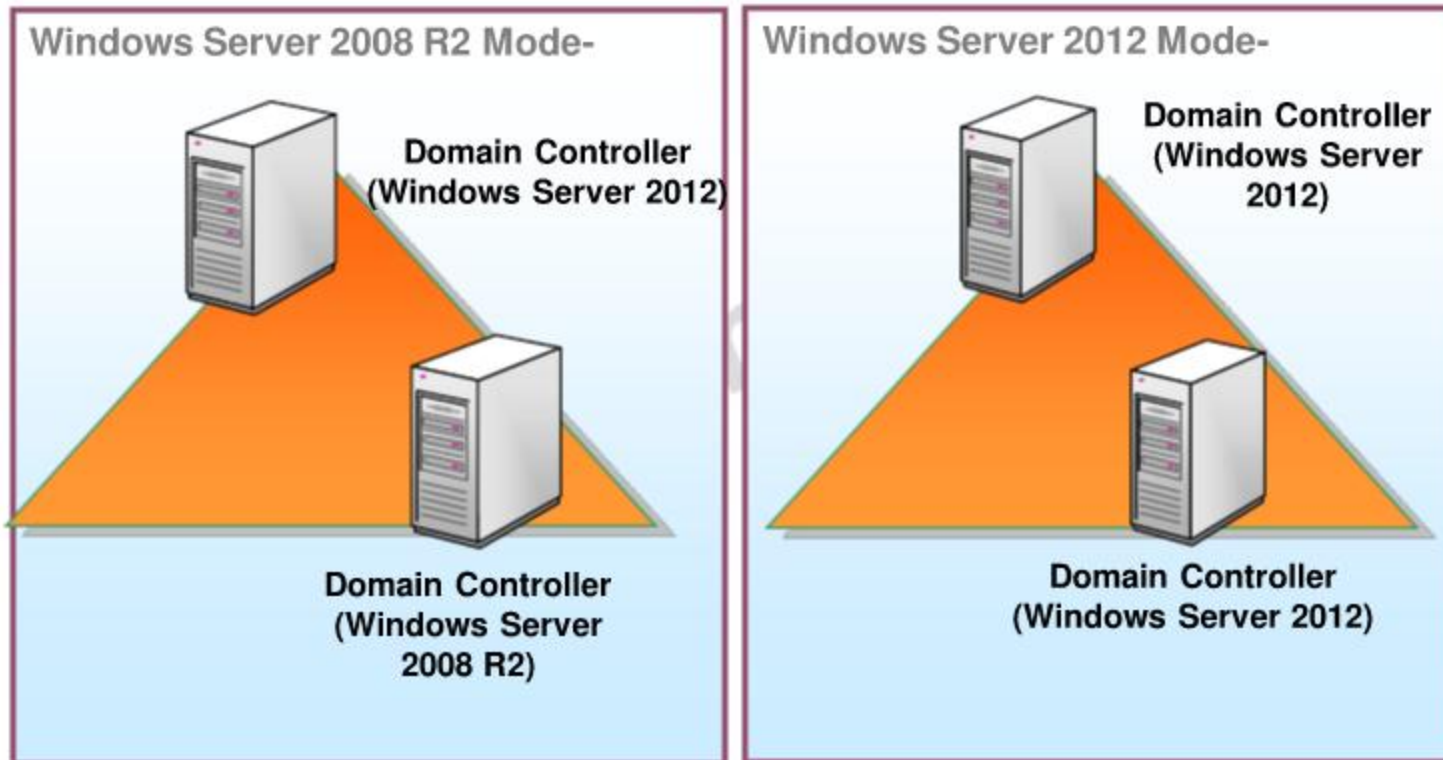 Windows Server 2008 R2 Mode-
Domain Controller
(Windows Server 2012)
Domain Controller
(Windows Server
2008 R2)
Windows Server 2012 Mode-
Domain Controller
(Windows Server
2012)
Domain Controller
(Windows Server 2012)